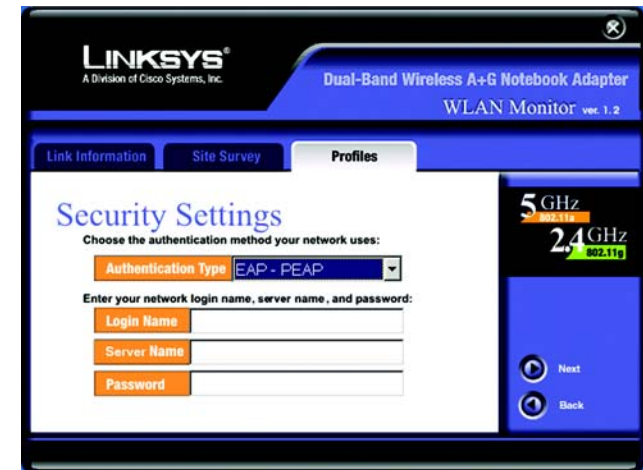 LINKSYS®
A Division of Cisco Systems, Inc.
Dual-Band Wireless A+G Notebook Adapter
WLAN Monitor ver. 1.2
Link Information
Site Survey
Profiles
Security Settings
Choose the authentication method your network uses:
Authentication Type EAP - PEAP
Enter your network login name, server name, and password:
Login Name
Server Name
Password
5 GHz
802.11a
2.4 GHz
802.11g
Next
Back